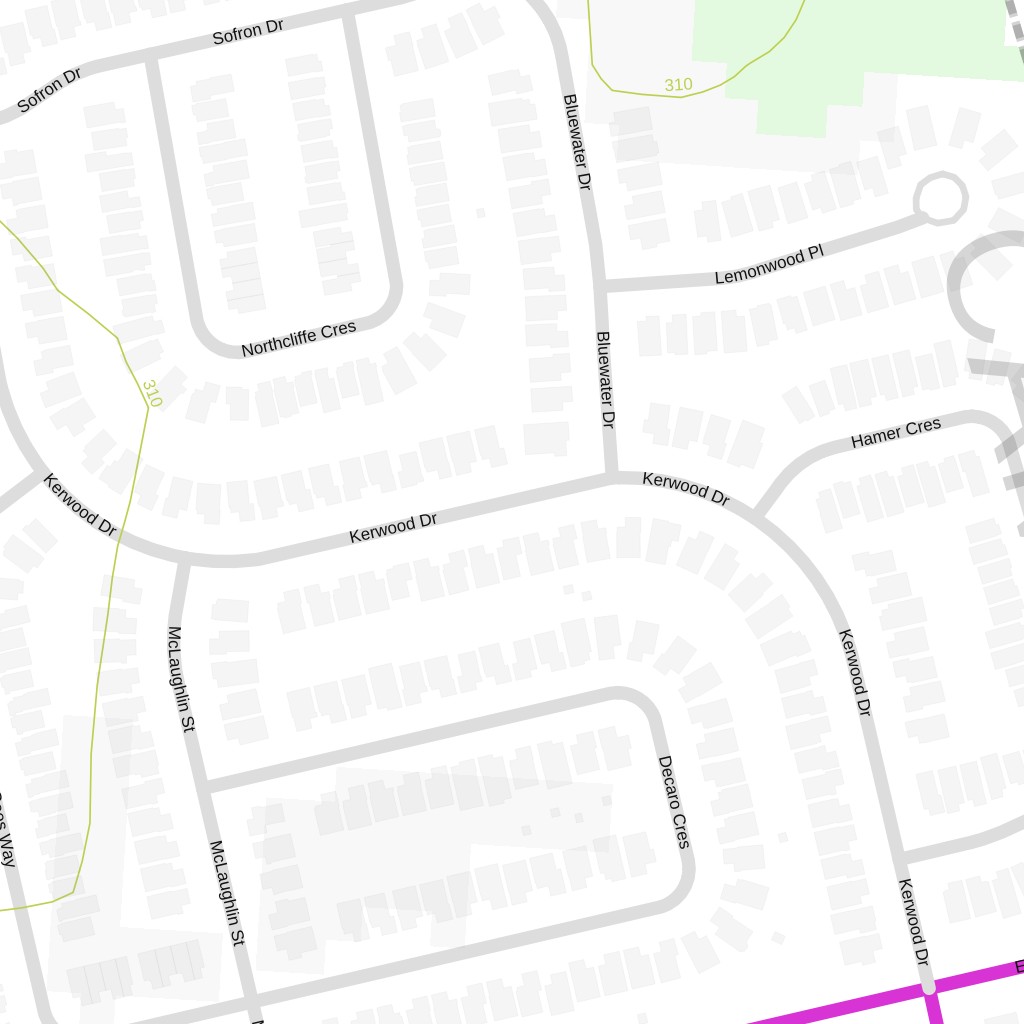 Sofron Dr
Sofron Dr
310
Bluewater Dr
Lemonwood Pl
Northcliffe Cres
Bluewater Dr
310
Hamer Cres
Kerwood Dr
Kerwood Dr
Kerwood Dr
McLaughlin St
Kerwood Dr
Decaro Cres
Way
McLaughlin St
Kerwood Dr